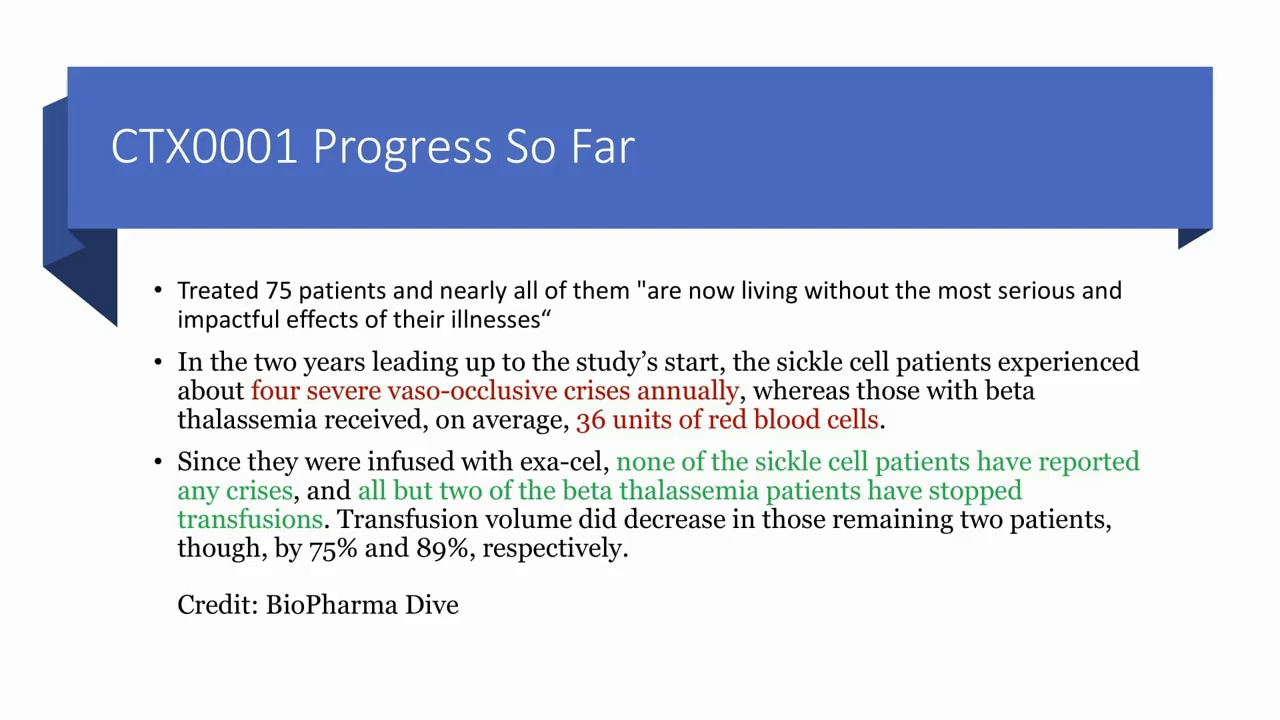 CTX0001 Progress So Far
• Treated 75 patients and nearly all of them "are now living without the most serious and
impactful effects of their illnesses“
• In the two years leading up to the study’s start, the sickle cell patients experienced
about four severe vaso-occlusive crises annually, whereas those with beta
thalassemia received, on average, 36 units of red blood cells.
• Since they were infused with exa-cel, none of the sickle cell patients have reported
any crises, and all but two of the beta thalassemia patients have stopped
transfusions. Transfusion volume did decrease in those remaining two patients,
though, by 75% and 89%, respectively.
Credit: BioPharma Dive